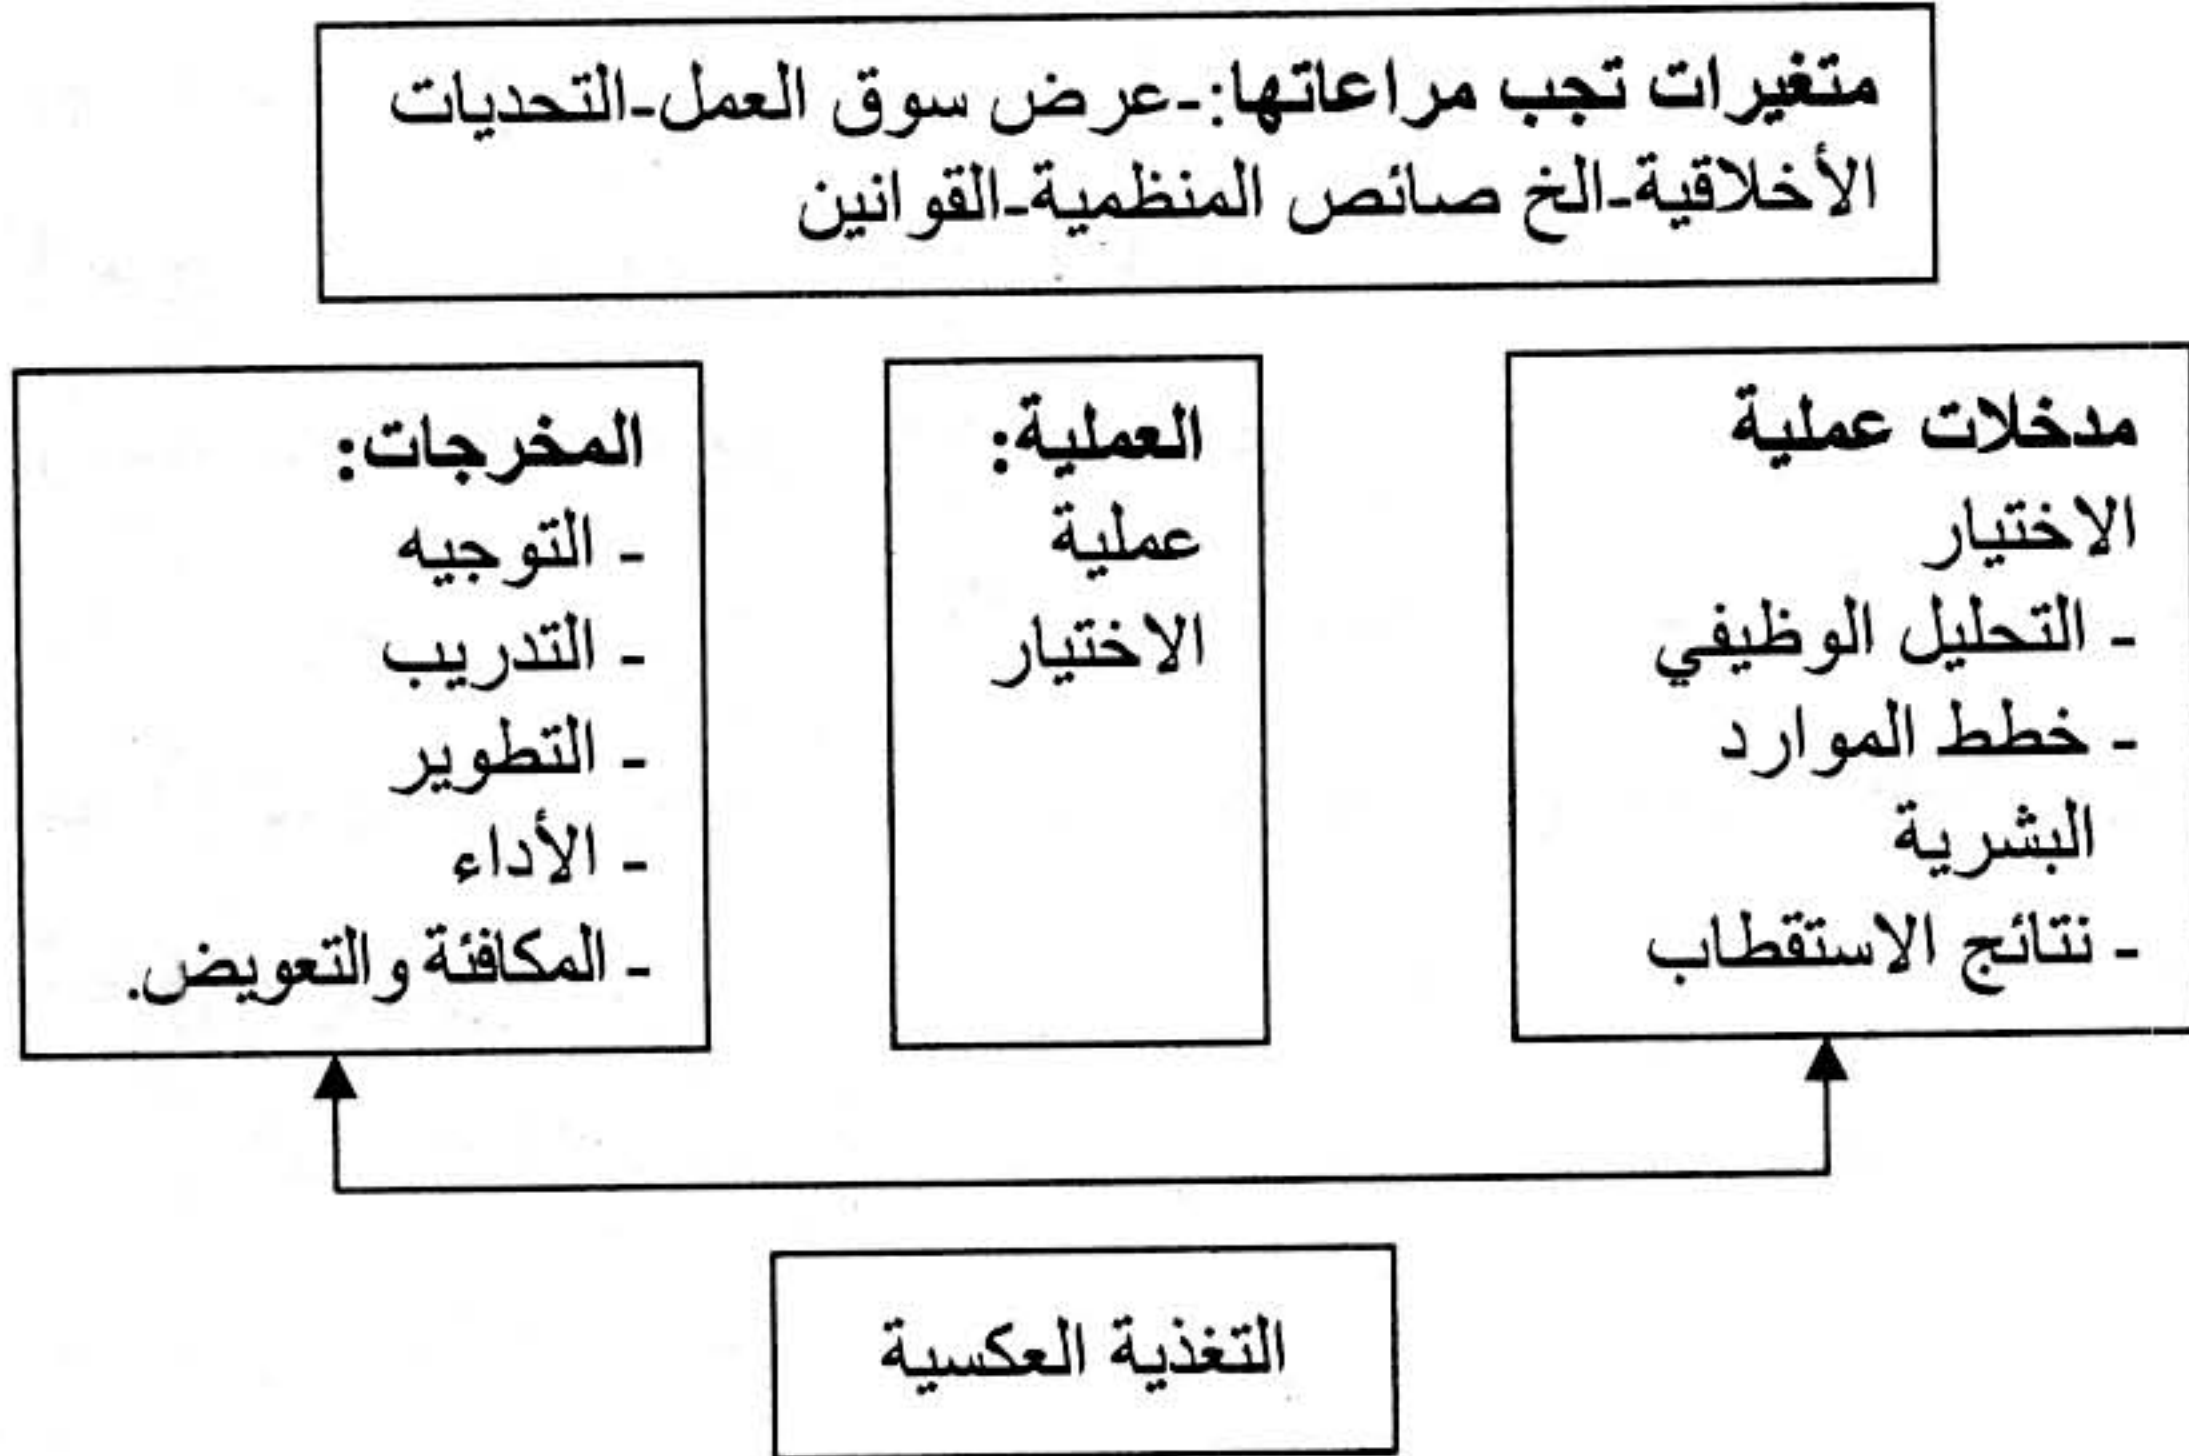 متغيرات تجب مراعاتها:-عرض سوق العمل-التحديات
الأخلاقية-الخ صائص المنظمية-القوانين
مدخلات عملية
الاختيار
- التحليل الوظيفي
- خطط الموارد
البشرية
- نتائج الاستقطاب
العملية:
عملية
الاختيار
المخرجات:
- التوجيه
- التدريب
- التطوير
- الأداء
- المكافئة والتعويض.
التغذية العكسية